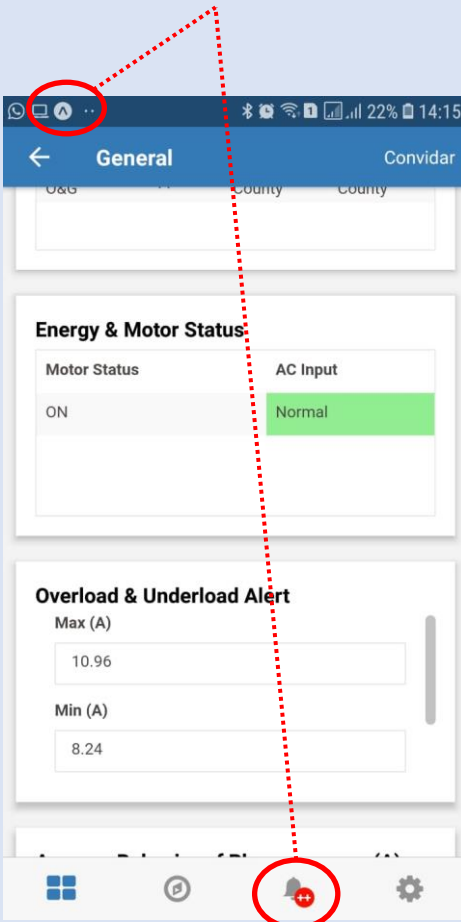 22% 14:15
General Convidar
O&G County County
Energy & Motor Status
Motor Status AC Input
ON Normal
Overload & Underload Alert
Max (A)
10.96
Min (A)
8.24
(A)
++